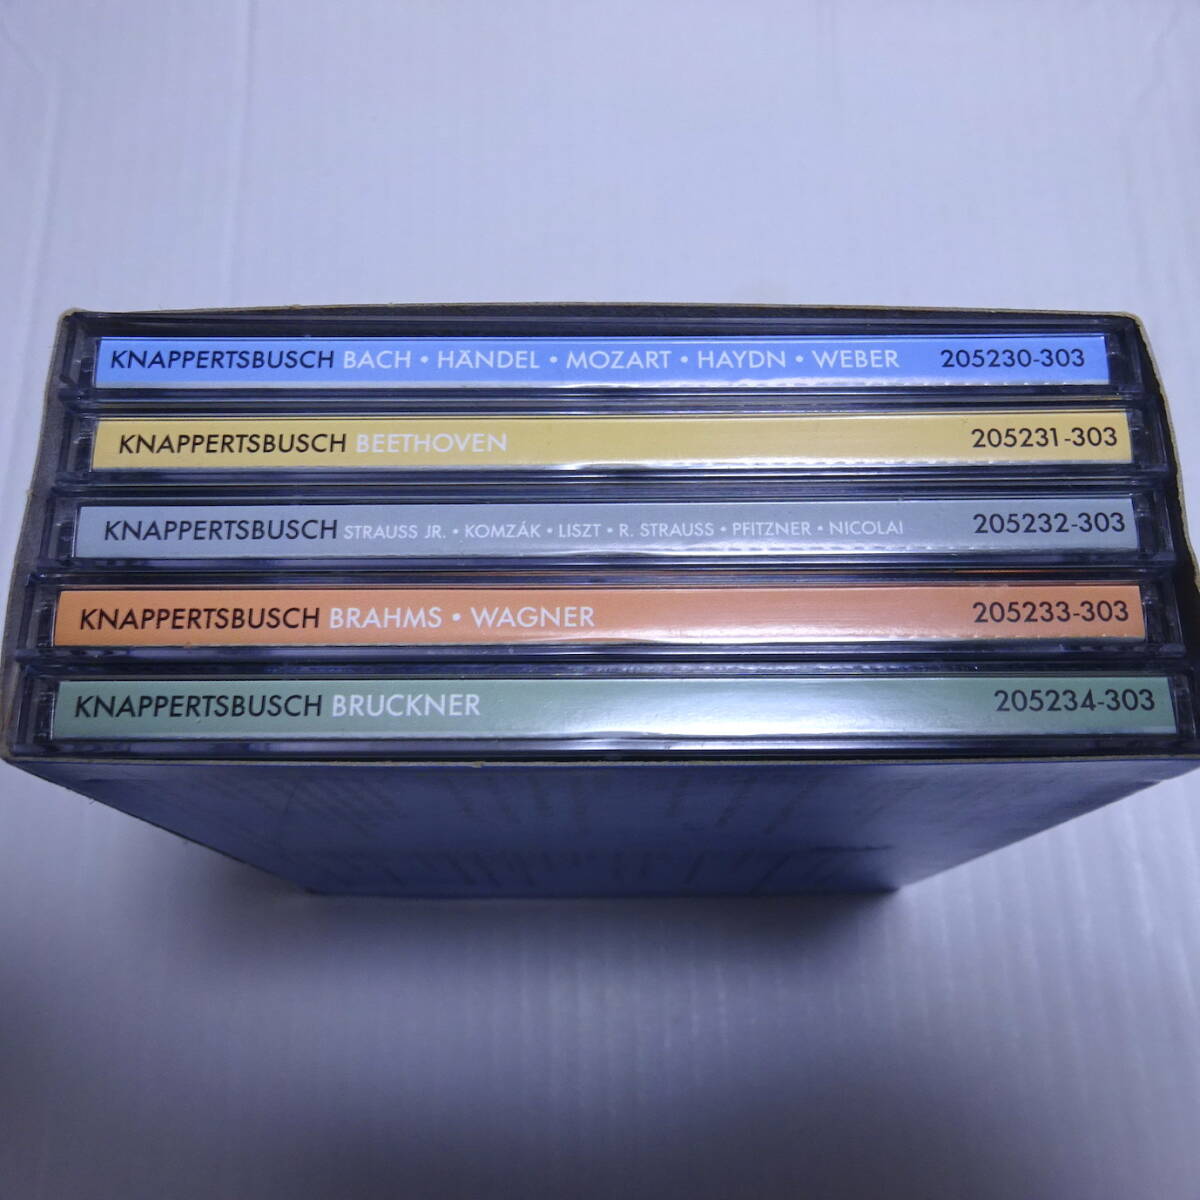 KNAPPERTSBUSCH BACH · HÄNDEL · MOZART · HAYDN · WEBER 205230-303
KNAPPERTSBUSCH BEETHOVEN 205231-303
KNAPPERTSBUSCH STRAUSS JR. · KOMZÁK · LISZT · R. STRAUSS · PFITZNER · NICOLAI 205232-303
KNAPPERTSBUSCH BRAHMS · WAGNER 205233-303
KNAPPERTSBUSCH BRUCKNER 205234-303